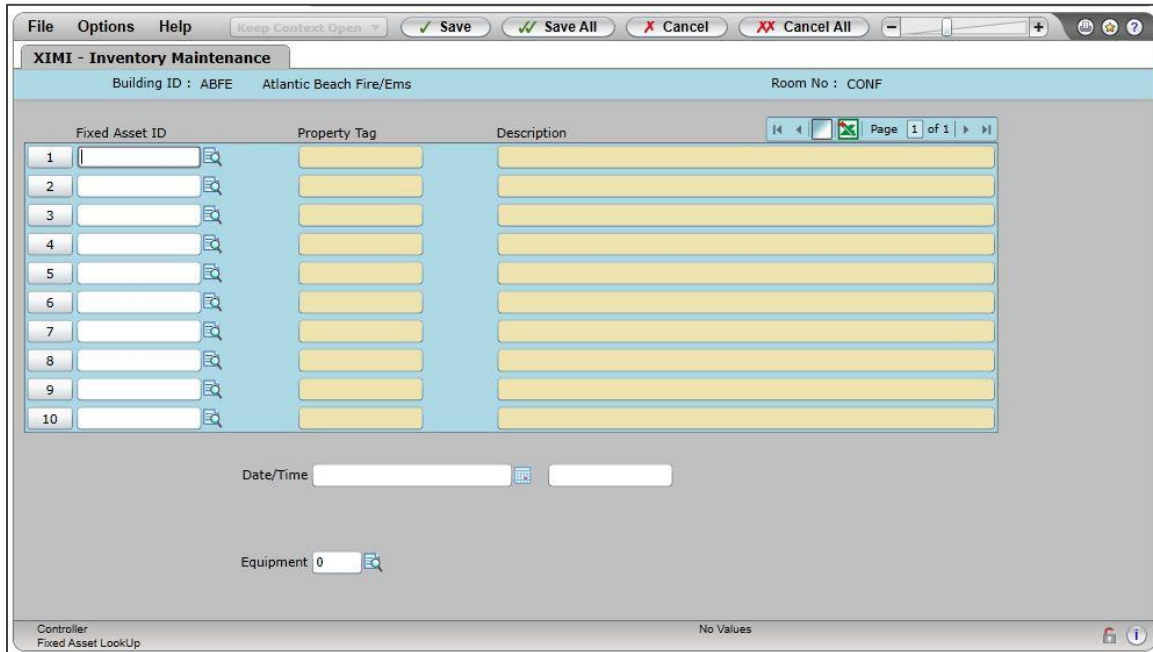 File Options Help Keep Context Open Save Save All Cancel Cancel All
XIMI - Inventory Maintenance
Building ID : ABFE Atlantic Beach Fire/Ems Room No : CONF
Fixed Asset ID Property Tag Description Page 1 of 1
1
2
3
4
5
6
7
8
9
10
Date/Time
Equipment 0
Controller No Values
Fixed Asset LookUp